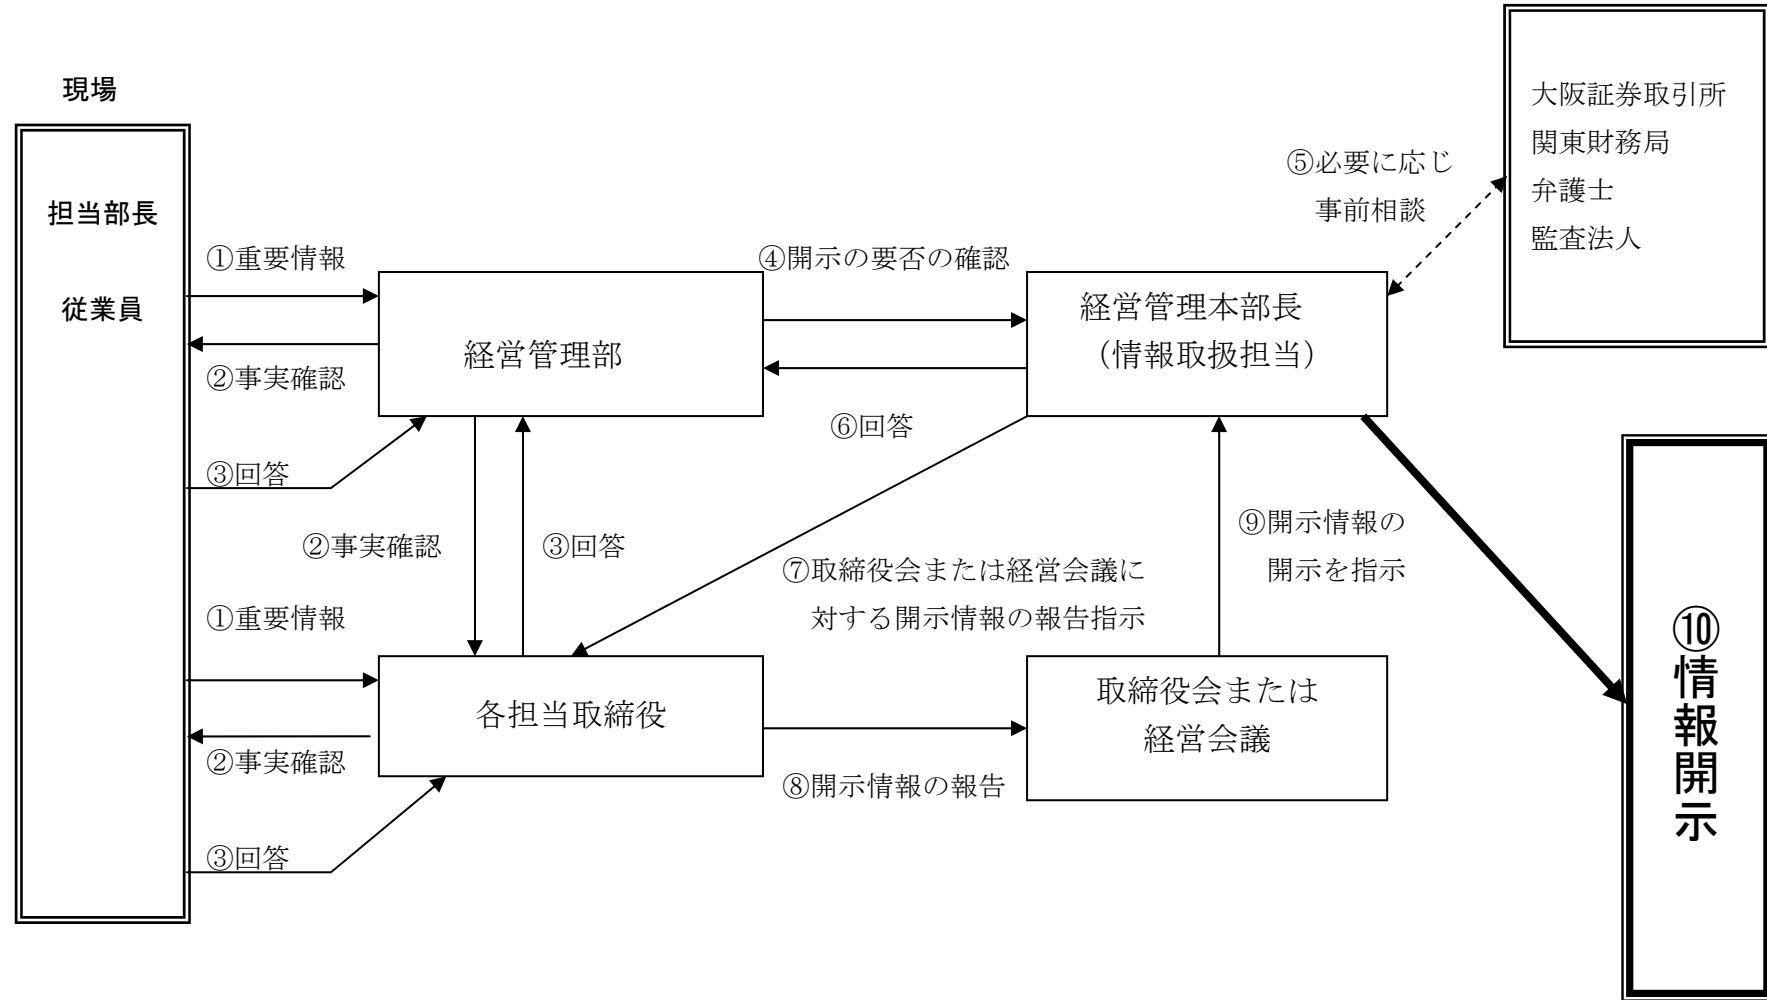 現場
担当部長
従業員
①重要情報
②事実確認
③回答
経営管理部
④開示の要否の確認
⑥回答
経営管理本部長
（情報取扱担当）
⑤必要に応じ
事前相談
大阪証券取引所
関東財務局
弁護士
監査法人
②事実確認
③回答
⑦取締役会または経営会議に
対する開示情報の報告指示
⑨開示情報の
開示を指示
①重要情報
②事実確認
③回答
各担当取締役
⑧開示情報の報告
取締役会または
経営会議
⑩情報開示